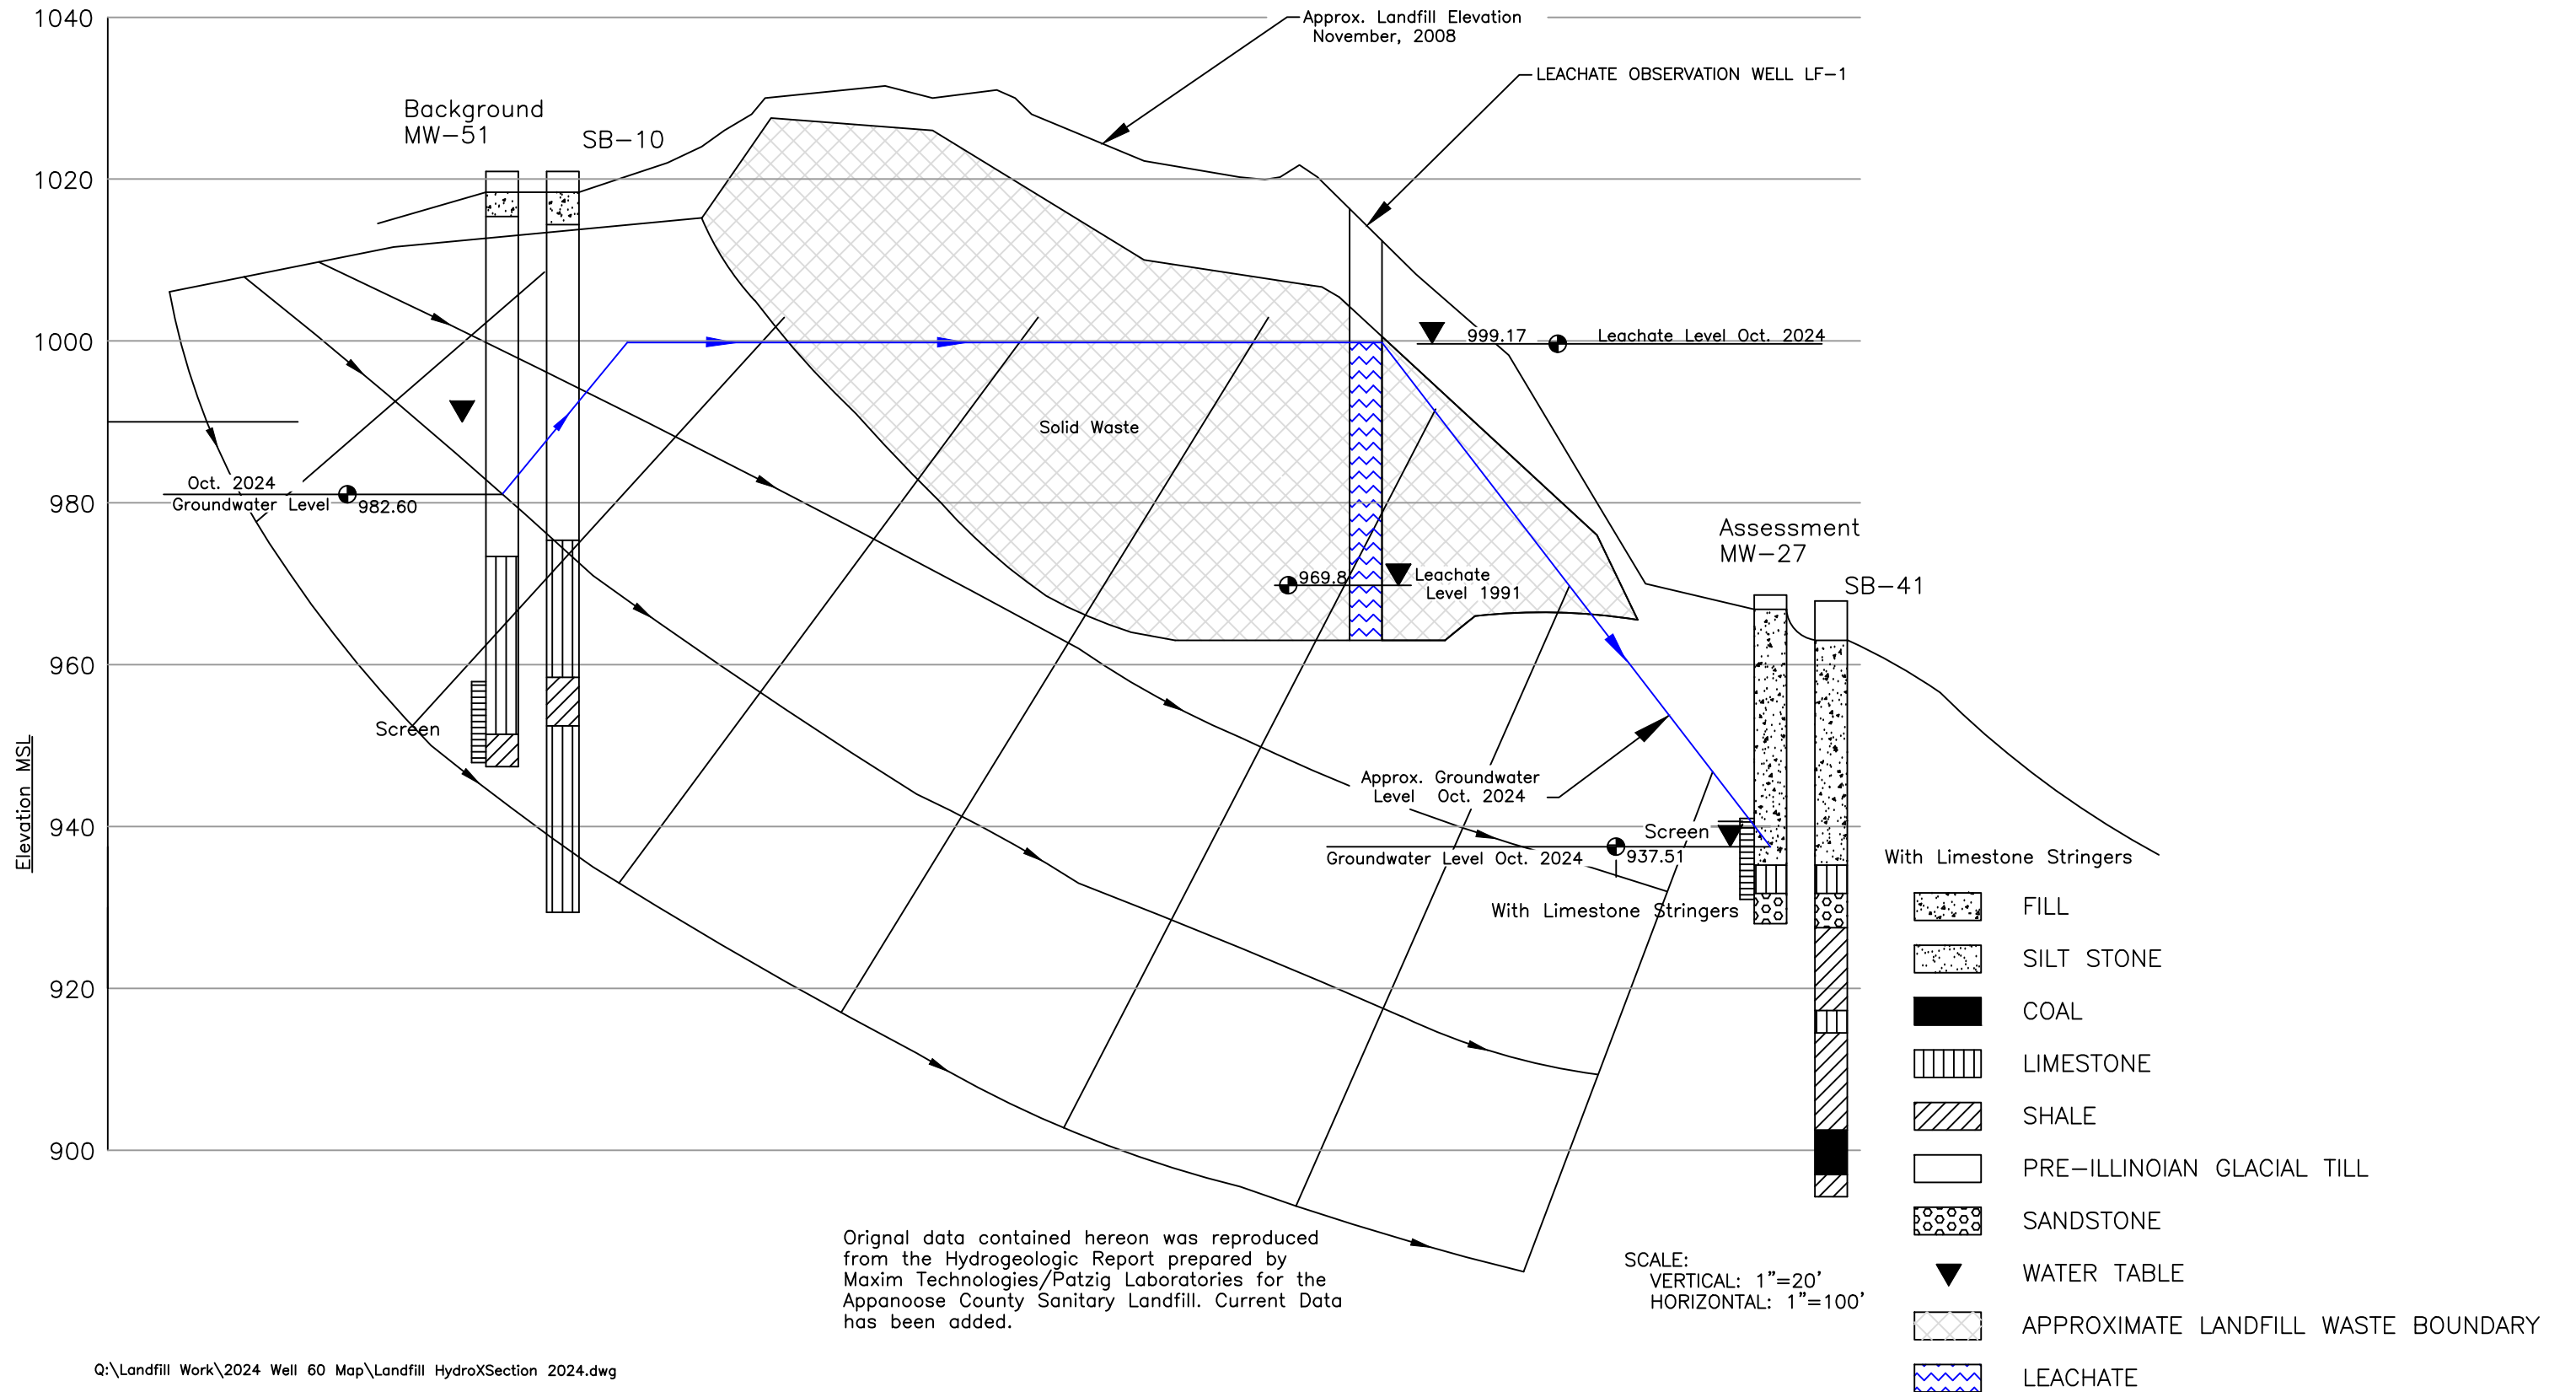 1040
Approx. Landfill Elevation
November, 2008
LEACHATE OBSERVATION WELL LF-1
Background
MW-51
SB-10
1020
1000
999.17
Leachate Level Oct. 2024
Solid Waste
Oct. 2024
Groundwater Level
982.60
980
Assessment
MW-27
SB-41
969.8
Leachate
Level 1991
960
Screen
Elevation MSL
Approx. Groundwater
Level Oct. 2024
940
Screen
Groundwater Level Oct. 2024
937.51
With Limestone Stringers
With Limestone Stringers
FILL
SILT STONE
920
COAL
LIMESTONE
SHALE
900
PRE-ILLINOIAN GLACIAL TILL
SANDSTONE
WATER TABLE
APPROXIMATE LANDFILL WASTE BOUNDARY
LEACHATE
Orignal data contained hereon was reproduced
from the Hydrogeologic Report prepared by
Maxim Technologies/Patzig Laboratories for the
Appanoose County Sanitary Landfill. Current Data
has been added.
SCALE:
VERTICAL: 1"=20'
HORIZONTAL: 1"=100'
Q:\Landfill Work\2024 Well 60 Map\Landfill HydroXSection 2024.dwg